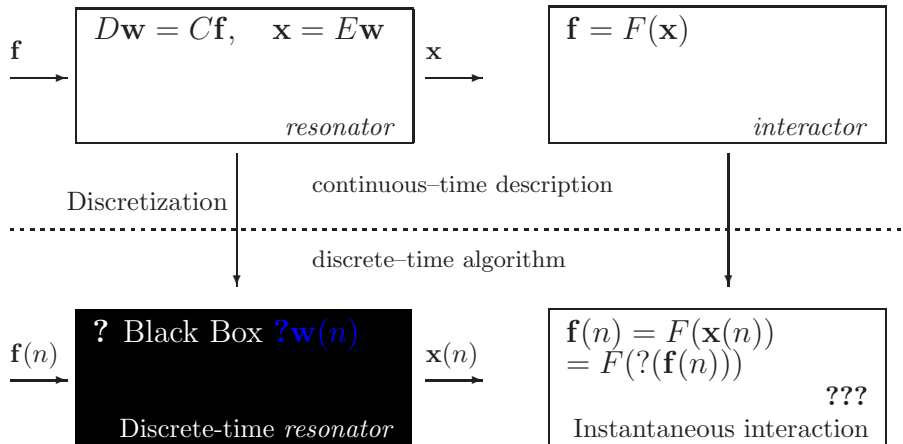 Dw = Cf, x = Ew
f = F(x)
f
x
resonator
interactor
continuous–time description
Discretization
discrete–time algorithm
? Black Box ?w(n)
f(n) = F(x(n))
f(n)
x(n)
= F(?(f(n)))
???
Discrete-time resonator
Instantaneous interaction